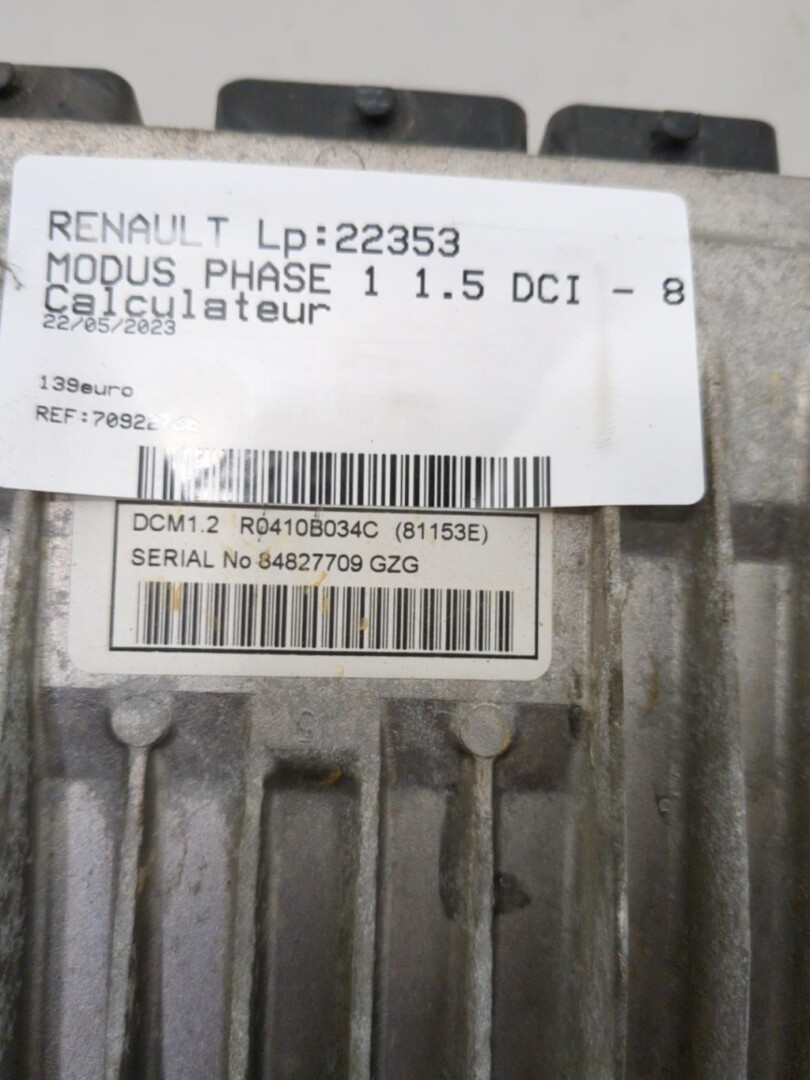 RENAULT Lp:22353
MODUS PHASE 1 1.5 DCI - 8
Calculateur
22/05/2023
139euro
DCM1.2 R0410B034C (81153E)
SERIAL No 84827709 GZG